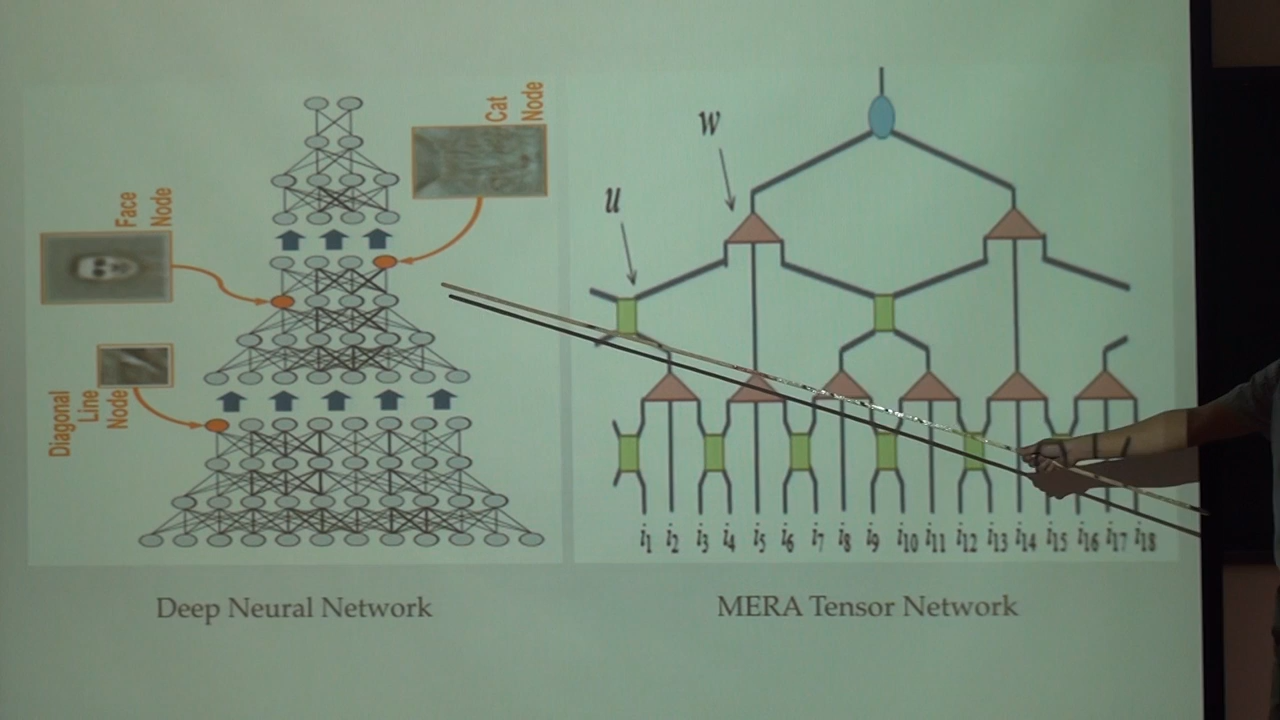 Cat
Node
Face
Node
Diagonal
Line
Node
Deep Neural Network
w
u
i1 i2 i3 i4 i5 i6 i7 i8 i9 i10 i11 i12 i13 i14 i15 i16 i17 i18
MERA Tensor Network